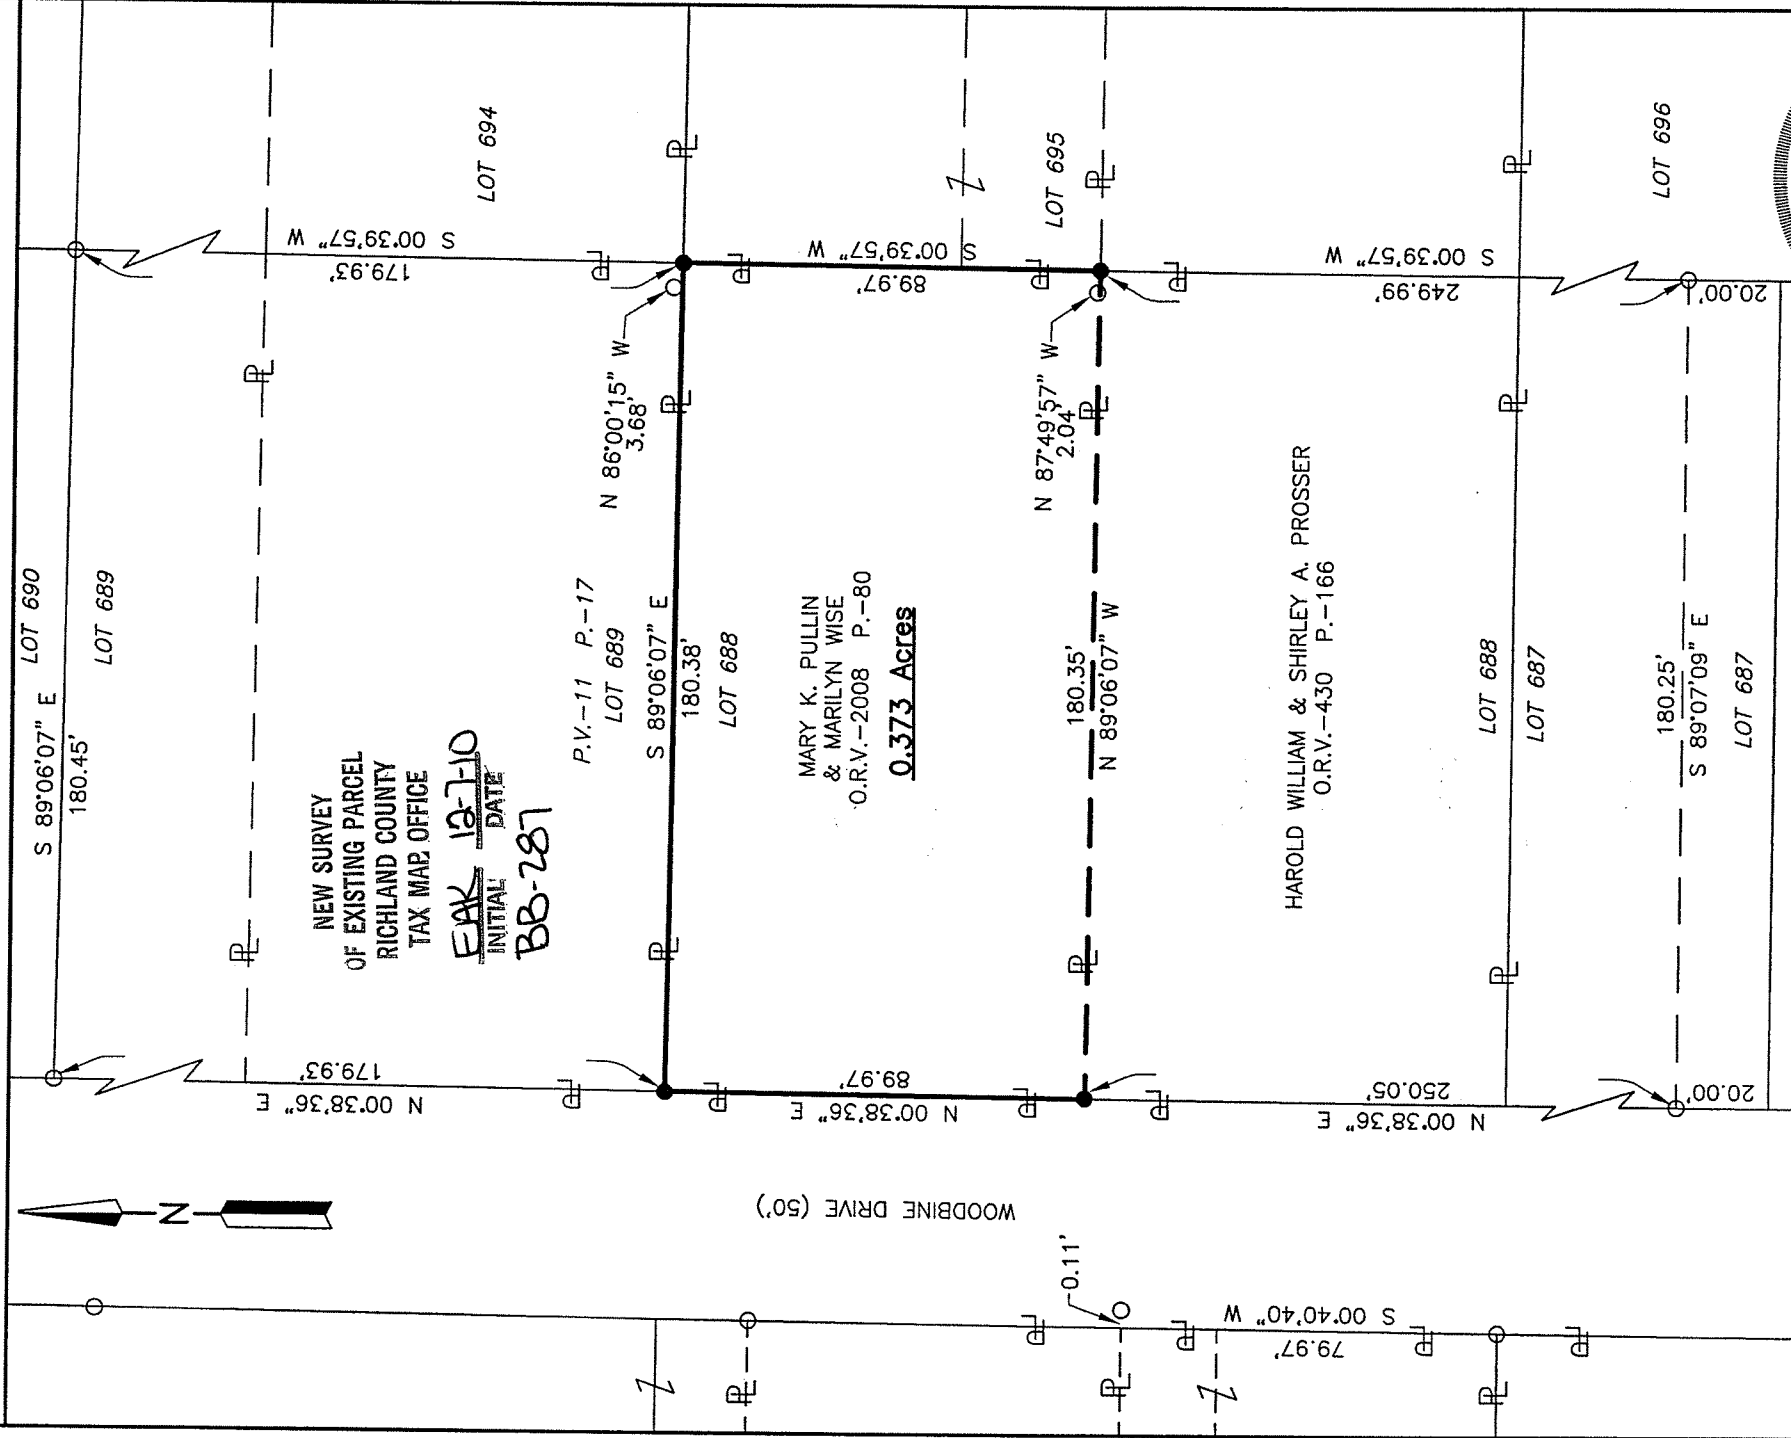 LOT 690
S 89°06'07" E
180.45'
LOT 689
S 00°39'57" W
179.93'
LOT 694
NEW SURVEY
OF EXISTING PARCEL
RICHLAND COUNTY
TAX MAP OFFICE
EAK 12-7-10
INITIAL DATE
BB-287
N 00°38'36" E
179.93'
P.V.-11 P.-17
LOT 689
S 89°06'07" E
180.38'
LOT 688
N 86°00'15" W
3.68'
MARY K. PULLIN
& MARILYN WISE
O.R.V.-2008 P.-80
0.373 Acres
S 00°39'57" W
89.97'
89.97'
N 00°38'36" E
LOT 695
N 87°49'57" W
2.04'
180.35'
N 89°06'07" W
HAROLD WILLIAM & SHIRLEY A. PROSSER
O.R.V.-430 P.-166
S 00°39'57" W
249.99'
250.05'
N 00°38'36" E
LOT 688
LOT 687
LOT 696
180.25'
S 89°07'09" E
LOT 687
20.00'
20.00'
N
WOODBINE DRIVE (50')
0.11'
S 00°40'40" W
79.97'